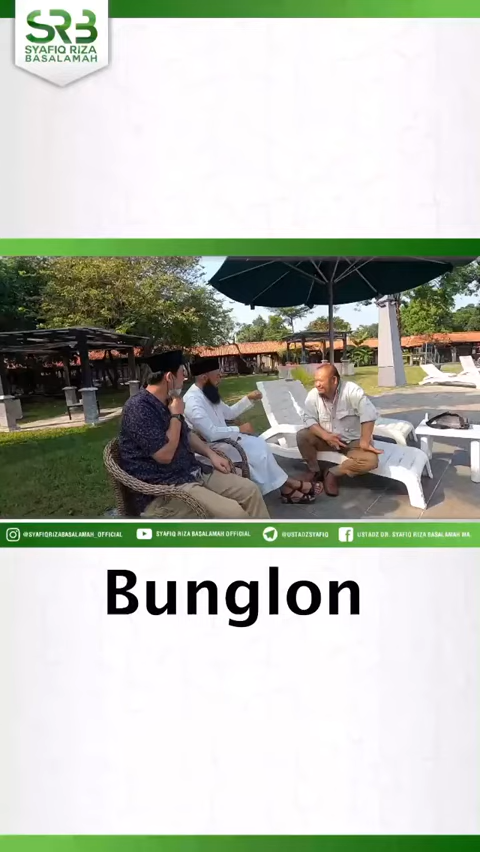 SRB
SYAFIQ RIZA
BASALAMAH
@SYAFIQRIZABASALAMAH_OFFICIAL
SYAFIQ RIZA BASALAMAH OFFICIAL
@USTADZSYAFIQ
USTADZ DR. SYAFIQ RIZA BASALAMAH MA.
Bunglon